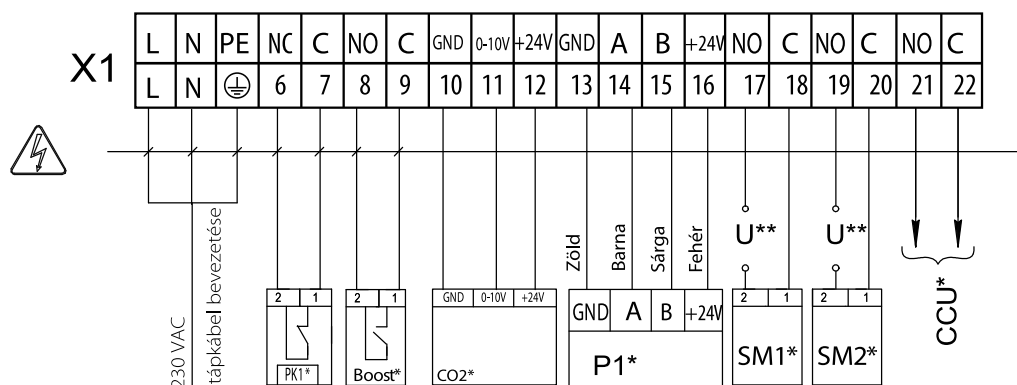 X1
L N PE NC C NO C GND 0-10V +24V GND A B +24V NO C NO C NO C
L N 6 7 8 9 10 11 12 13 14 15 16 17 18 19 20 21 22
230 VAC
tápkábel bevezetése
Zöld
Barna
Sárga
Fehér
U**
U**
CCU*
2 1
PK1*
2 1
Boost*
GND 0-10V +24V
CO2*
GND A B +24V
P1*
2 1
SM1*
2 1
SM2*